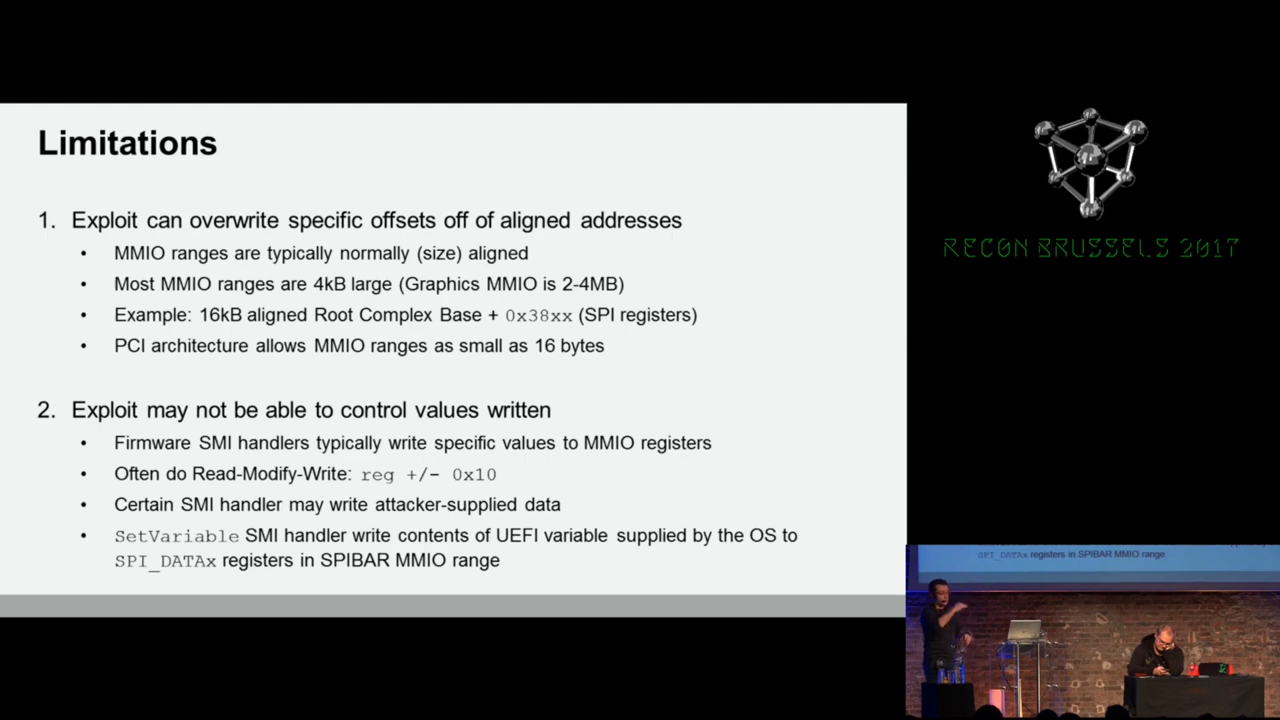 Limitations
1. Exploit can overwrite specific offsets off of aligned addresses
• MMIO ranges are typically normally (size) aligned
• Most MMIO ranges are 4kB large (Graphics MMIO is 2-4MB)
• Example: 16kB aligned Root Complex Base + 0x38xx (SPI registers)
• PCI architecture allows MMIO ranges as small as 16 bytes
2. Exploit may not be able to control values written
• Firmware SMI handlers typically write specific values to MMIO registers
• Often do Read-Modify-Write: reg +/- 0x10
• Certain SMI handler may write attacker-supplied data
• SetVariable SMI handler write contents of UEFI variable supplied by the OS to
SPI_DATAx registers in SPIBAR MMIO range
RECON BRUSSELS 2017
SPI_DATAx registers in SPIBAR MMIO range